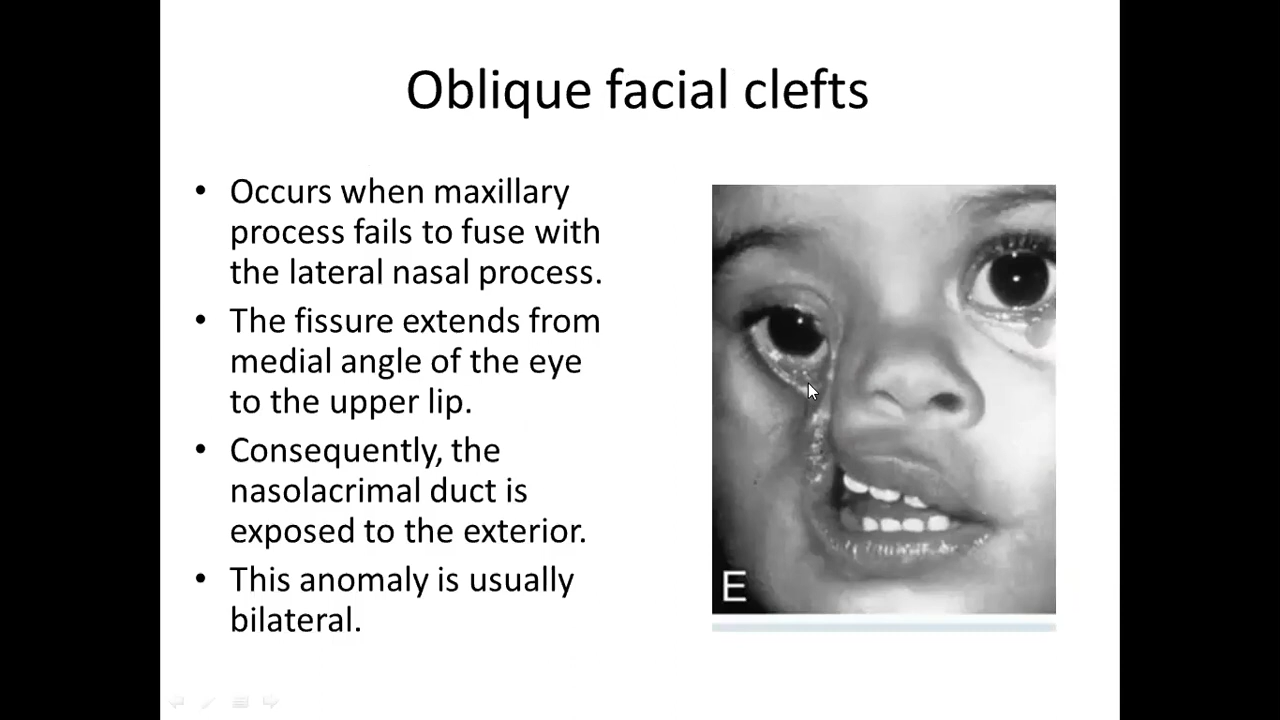 Oblique facial clefts
• Occurs when maxillary
process fails to fuse with
the lateral nasal process.
• The fissure extends from
medial angle of the eye
to the upper lip.
• Consequently, the
nasolacrimal duct is
exposed to the exterior.
• This anomaly is usually
bilateral.
E